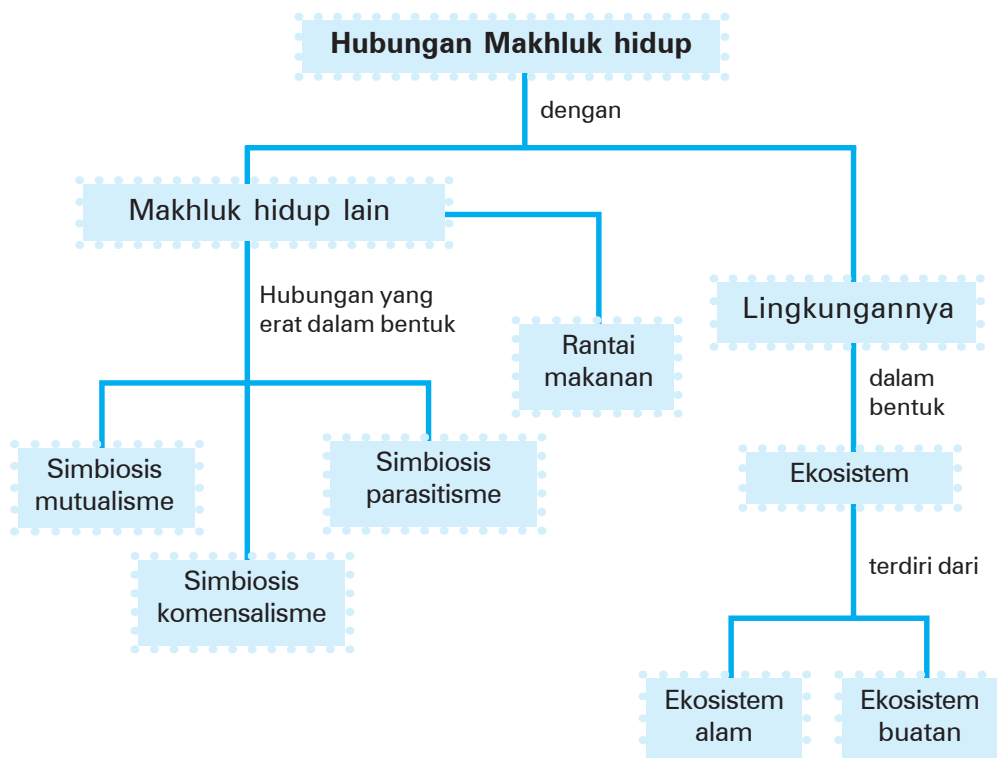 Hubungan Makhluk hidup
dengan
Makhluk hidup lain
Hubungan yang
erat dalam bentuk
Simbiosis
mutualisme
Simbiosis
komensalisme
Simbiosis
parasitisme
Rantai
makanan
Lingkungannya
dalam
bentuk
Ekosistem
terdiri dari
Ekosistem
alam
Ekosistem
buatan